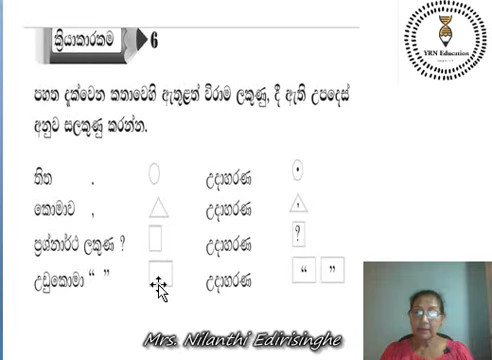 ක්‍රියාකාරකම 6
YRN Education
පහත දැක්වෙන කතාවෙහි ඇතුළත් විරාම ලකුණු, දී ඇති උපදෙස්
අනුව සලකුණු කරන්න.
තිත . උදාහරණ .
කොමාව , උදාහරණ ,
ප්‍රශ්නාර්ථ ලකුණ ? උදාහරණ ?
උඩුකොමා “ ” උදාහරණ “ ”
Mrs. Nilanthi Edirisinghe